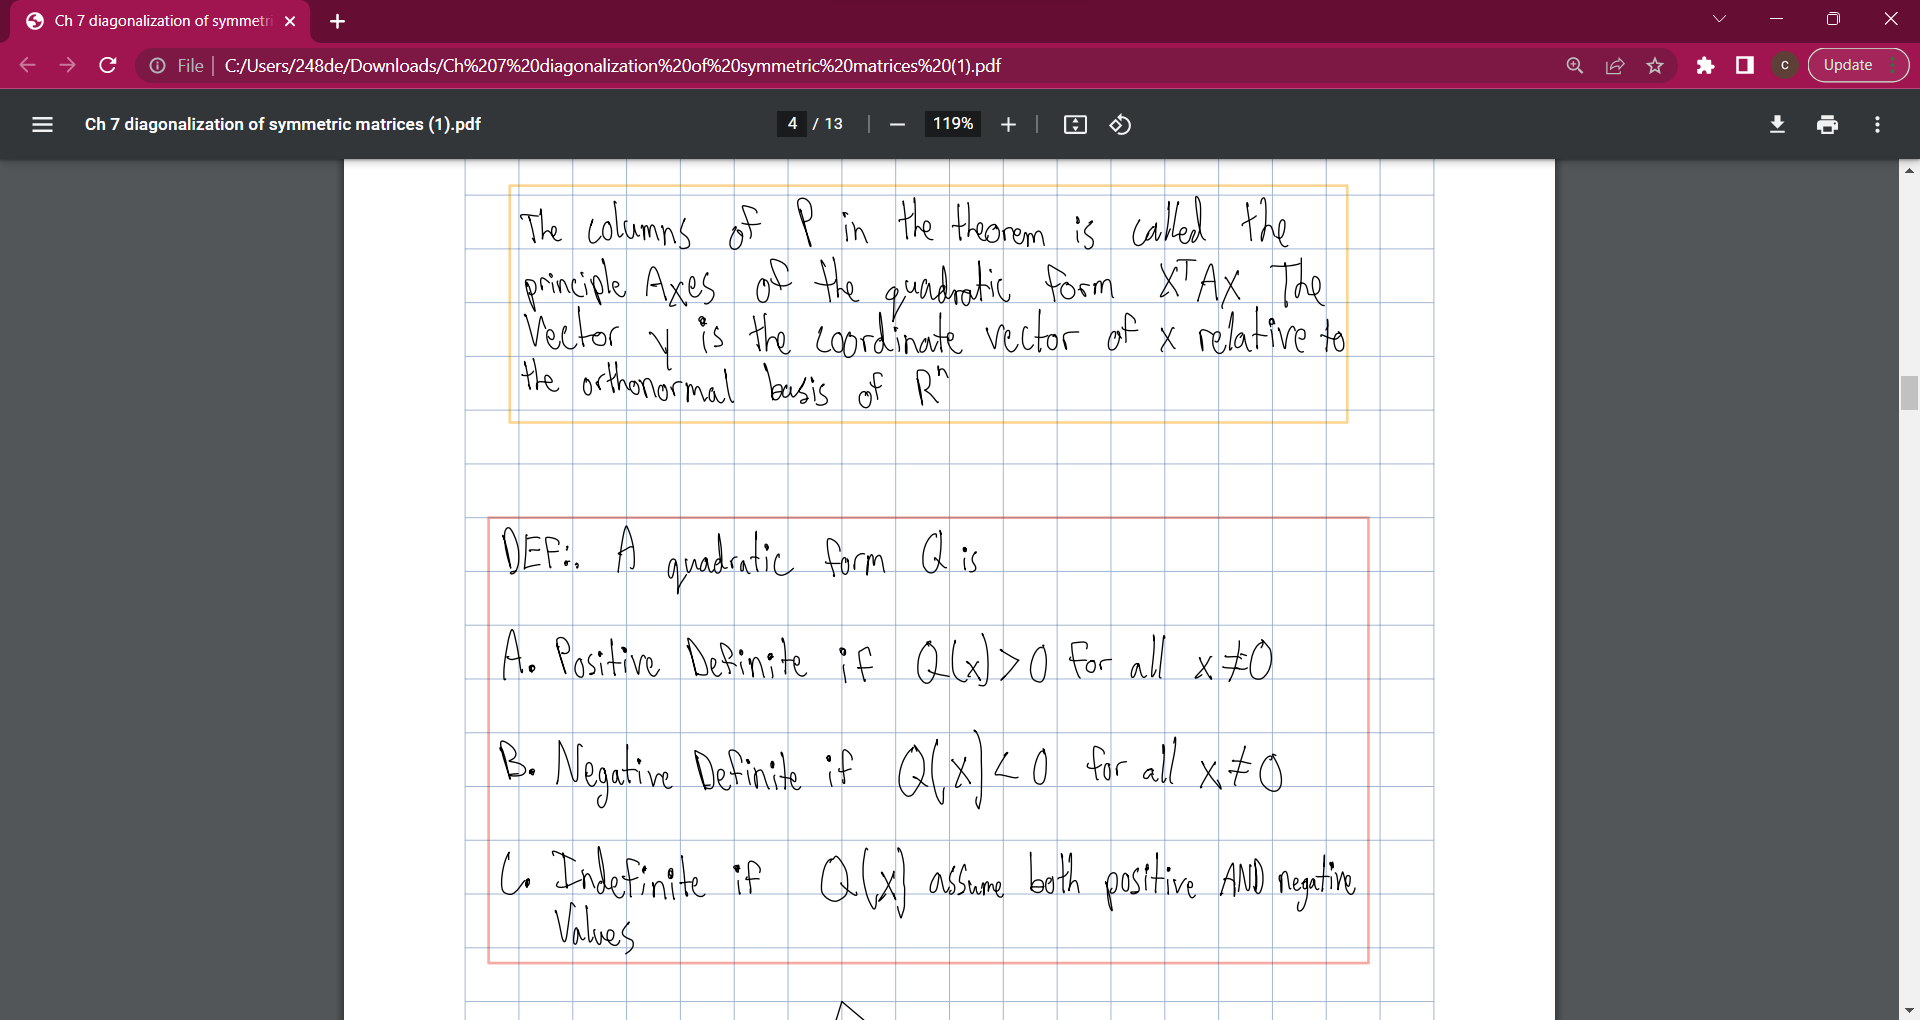 Ch 7 diagonalization of symmetri
File | C:/Users/248de/Downloads/Ch%207%20diagonalization%20of%20symmetric%20matrices%20(1).pdf
C
Update
Ch 7 diagonalization of symmetric matrices (1).pdf
4 / 13
119%
The columns of P in the theorem is called the
principle Axes of the quadratic form XᵀAX The
Vector y is the coordinate vector of x relative to
the orthonormal basis of Rⁿ
DEF:. A quadratic form Q is
A. Positive Definite if Q(x)>0 for all x≠0
B. Negative Definite if Q(x)<0 for all x≠0
C. Indefinite if Q(x) assume both positive AND negative
Values